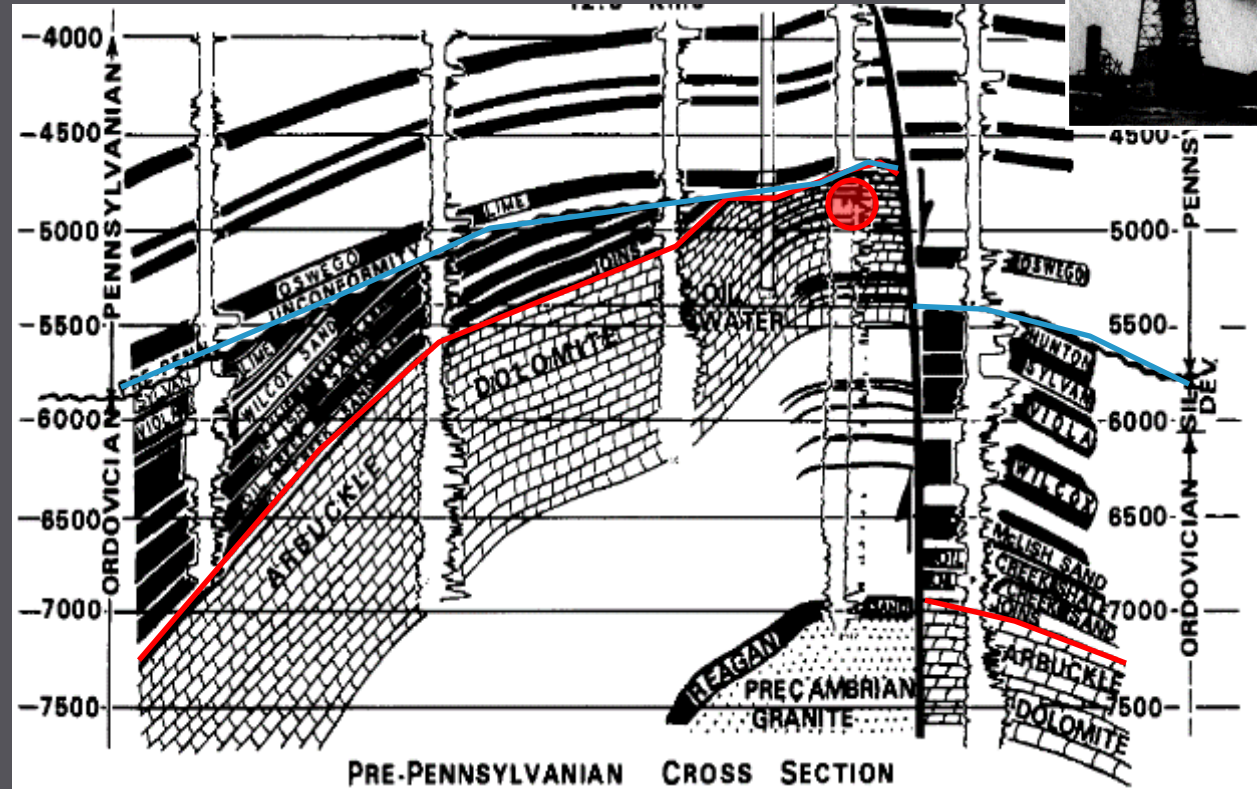 -4000
-4500
-5000
-5500
-6000
-6500
-7000
-7500
ORDOVICIAN
PENNSYLVANIAN
LIME
OSWEGO
UNCONFORMITY
JOINS
SYLVAN
VIOLA
LIME
WILCOX SAND
OIL
WATER
DOLOMITE
ARBUCKLE
REAGAN
SAND
PRECAMBRIAN
GRANITE
OSWEGO
HUNTON
SYLVAN
VIOLA
WILCOX
McLISH SAND
JOINS
ARBUCKLE
DOLOMITE
4500-
5000-
5500-
6000-
6500-
7000-
7500-
PENNS
DEV.
SIL.
ORDOVICIAN
PRE-PENNSYLVANIAN CROSS SECTION